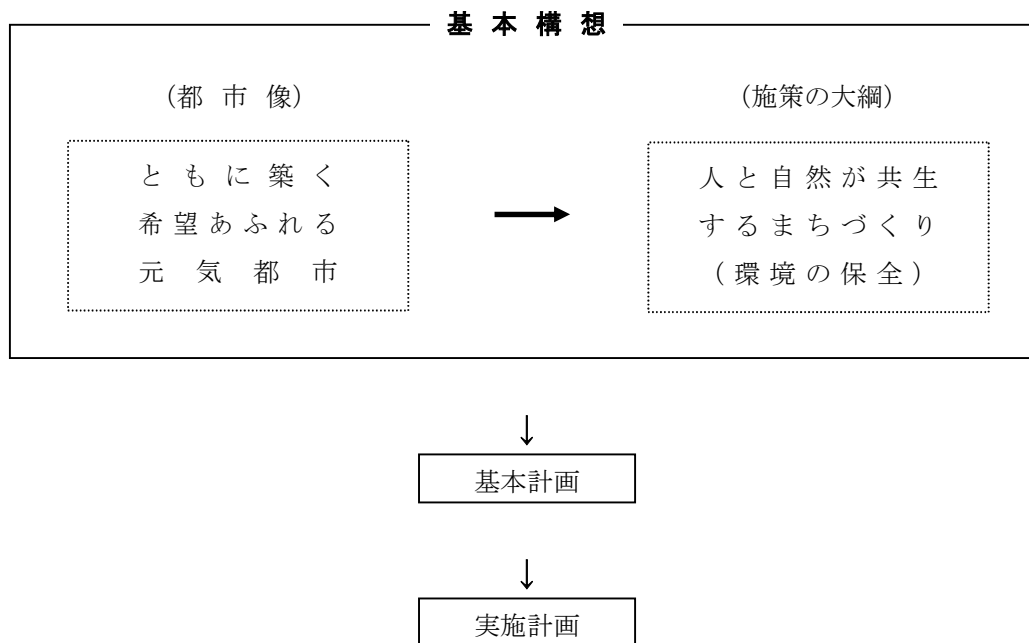 基本構想
(都市像)
ともに築く
希望あふれる
元気都市
(施策の大綱)
人と自然が共生
するまちづくり
(環境の保全)
基本計画
実施計画